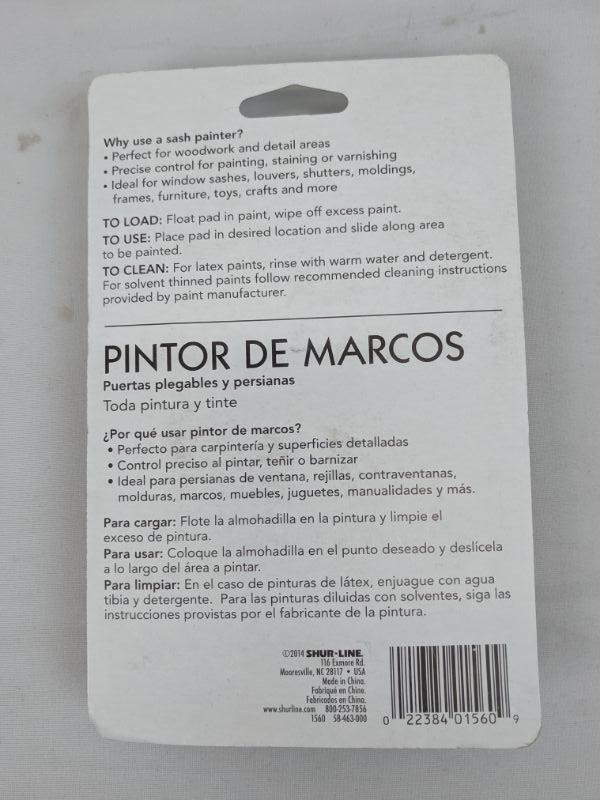 Why use a sash painter?
• Perfect for woodwork and detail areas
• Precise control for painting, staining or varnishing
• Ideal for window sashes, louvers, shutters, moldings,
frames, furniture, toys, crafts and more
TO LOAD: Float pad in paint, wipe off excess paint.
TO USE: Place pad in desired location and slide along area
to be painted.
TO CLEAN: For latex paints, rinse with warm water and detergent.
For solvent thinned paints follow recommended cleaning instructions
provided by paint manufacturer.
PINTOR DE MARCOS
Puertas plegables y persianas
Toda pintura y tinte
¿Por qué usar pintor de marcos?
• Perfecto para carpintería y superficies detalladas
• Control preciso al pintar, teñir o barnizar
• Ideal para persianas de ventana, rejillas, contraventanas,
molduras, marcos, muebles, juguetes, manualidades y más.
Para cargar: Flote la almohadilla en la pintura y limpie el
exceso de pintura.
Para usar: Coloque la almohadilla en el punto deseado y deslícela
a lo largo del área a pintar.
Para limpiar: En el caso de pinturas de látex, enjuague con agua
tibia y detergente. Para las pinturas diluidas con solventes, siga las
instrucciones provistas por el fabricante de la pintura.
©2014 SHUR-LINE.
116 Exmore Rd.
Mooresville, NC 28117 • USA
Made in China.
Fabriqué en Chine.
Fabricados en China.
www.shurline.com 800-253-7856
1560 58-463-000
0 22384 01560 9